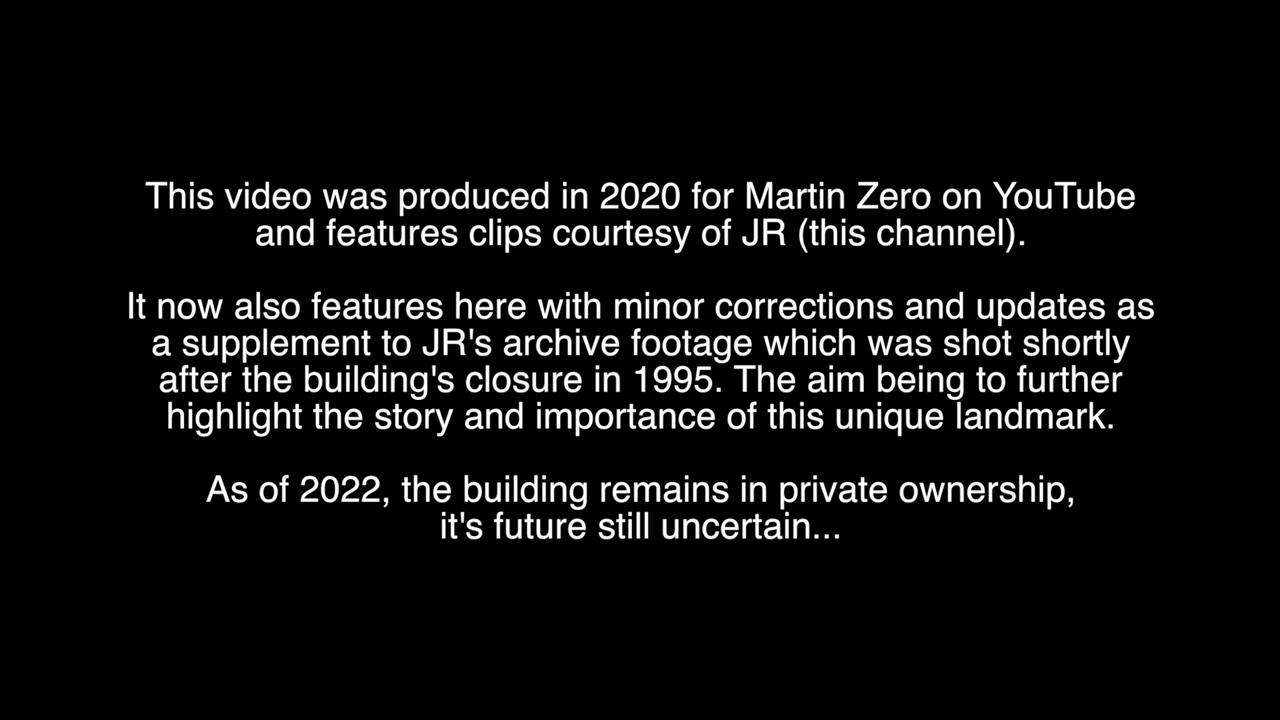 This video was produced in 2020 for Martin Zero on YouTube
and features clips courtesy of JR (this channel).
It now also features here with minor corrections and updates as
a supplement to JR's archive footage which was shot shortly
after the building's closure in 1995. The aim being to further
highlight the story and importance of this unique landmark.
As of 2022, the building remains in private ownership,
it's future still uncertain...